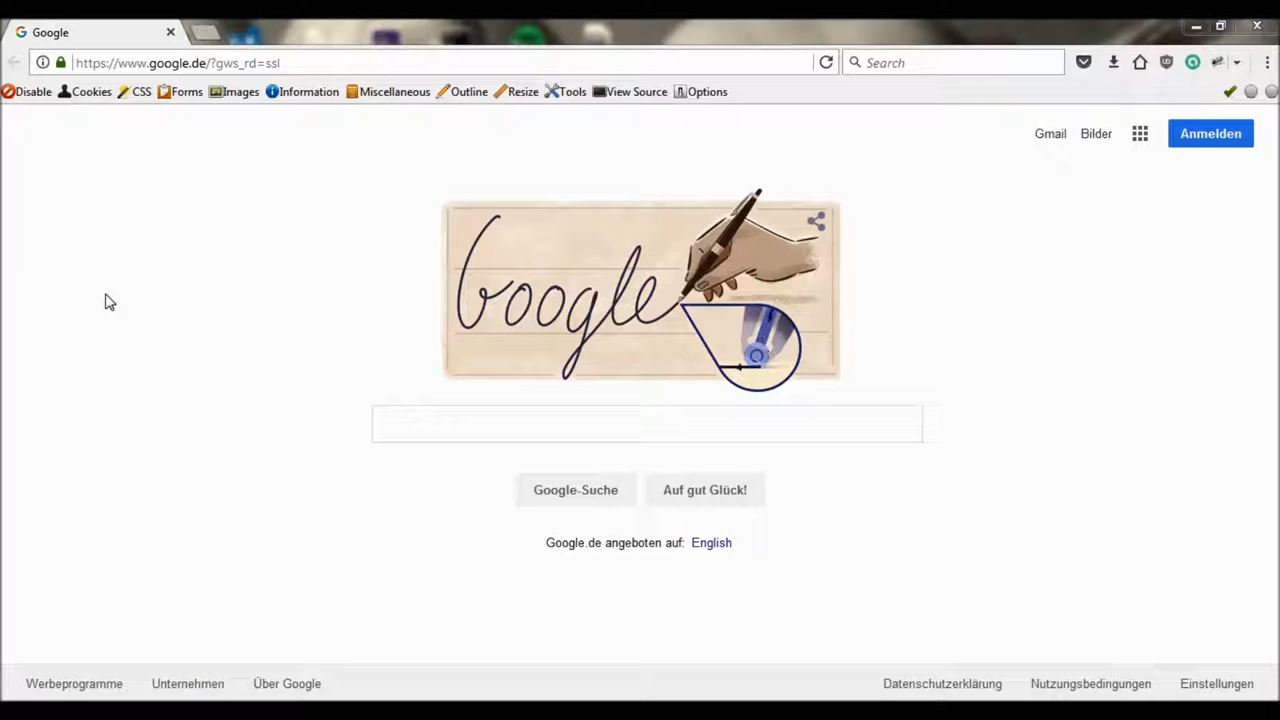 Google
https://www.google.de/?gws_rd=ssl
Search
Disable Cookies CSS Forms Images Information Miscellaneous Outline Resize Tools View Source Options
Gmail Bilder Anmelden
Google
Google-Suche Auf gut Glück!
Google.de angeboten auf: English
Werbeprogramme Unternehmen Über Google Datenschutzerklärung Nutzungsbedingungen Einstellungen